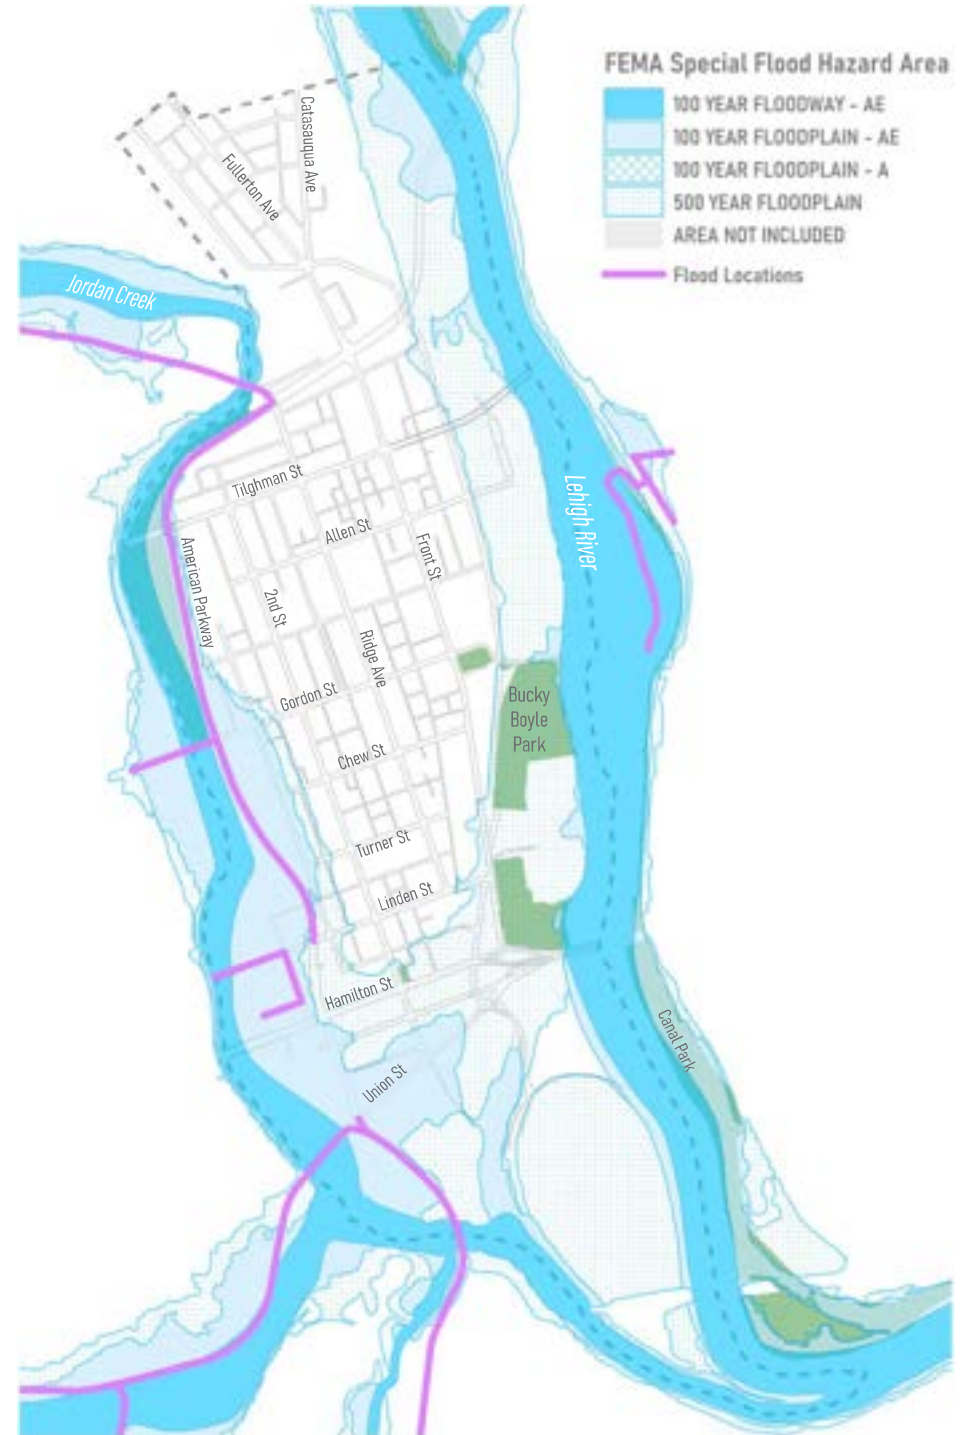 FEMA Special Flood Hazard Area
100 YEAR FLOODWAY - AE
100 YEAR FLOODPLAIN - AE
100 YEAR FLOODPLAIN - A
500 YEAR FLOODPLAIN
AREA NOT INCLUDED
Flood Locations
Catasauqua Ave
Fullerton Ave
Jordan Creek
Tilghman St
Lehigh River
Allen St
Front St
American Parkway
2nd St
Ridge Ave
Gordon St
Bucky
Boyle
Park
Chew St
Turner St
Linden St
Hamilton St
Canal Park
Union St